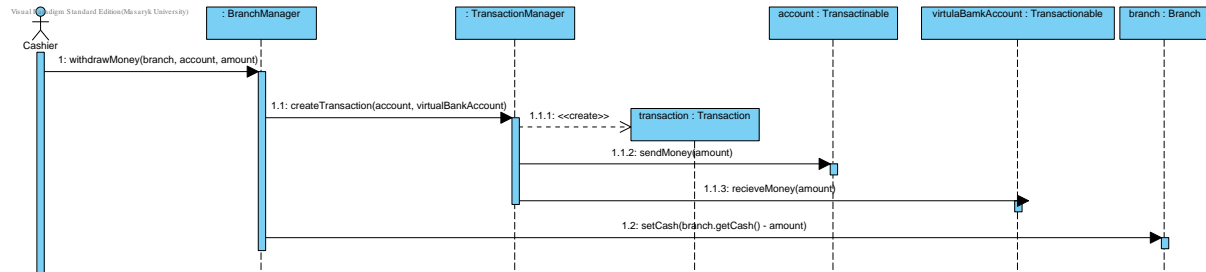 Visual Paradigm Standard Edition(Masaryk University)
: BranchManager
: TransactionManager
account : Transactinable
virtulaBamkAccount : Transactionable
branch : Branch
Cashier
1: withdrawMoney(branch, account, amount)
1.1: createTransaction(account, virtualBankAccount)
1.1.1: <<create>>
transaction : Transaction
1.1.2: sendMoney(amount)
1.1.3: recieveMoney(amount)
1.2: setCash(branch.getCash() - amount)